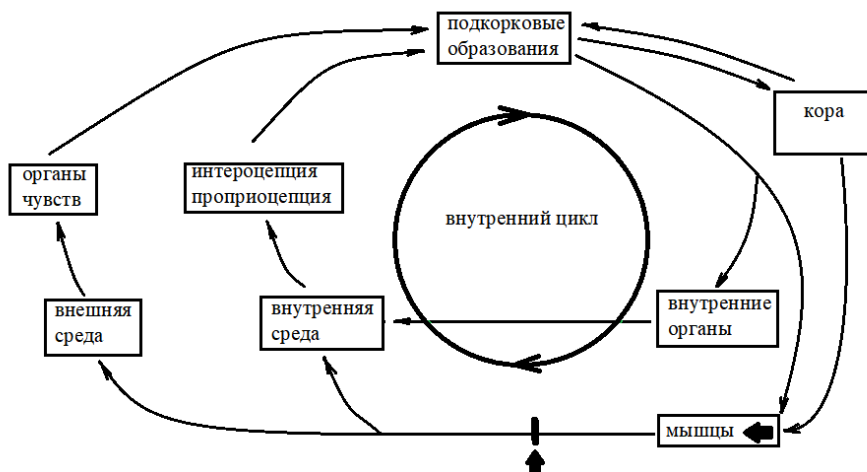 подкорковые
образования
кора
интероцепция
проприоцепция
органы
чувств
внутренний цикл
внешняя
среда
внутренняя
среда
внутренние
органы
мышцы